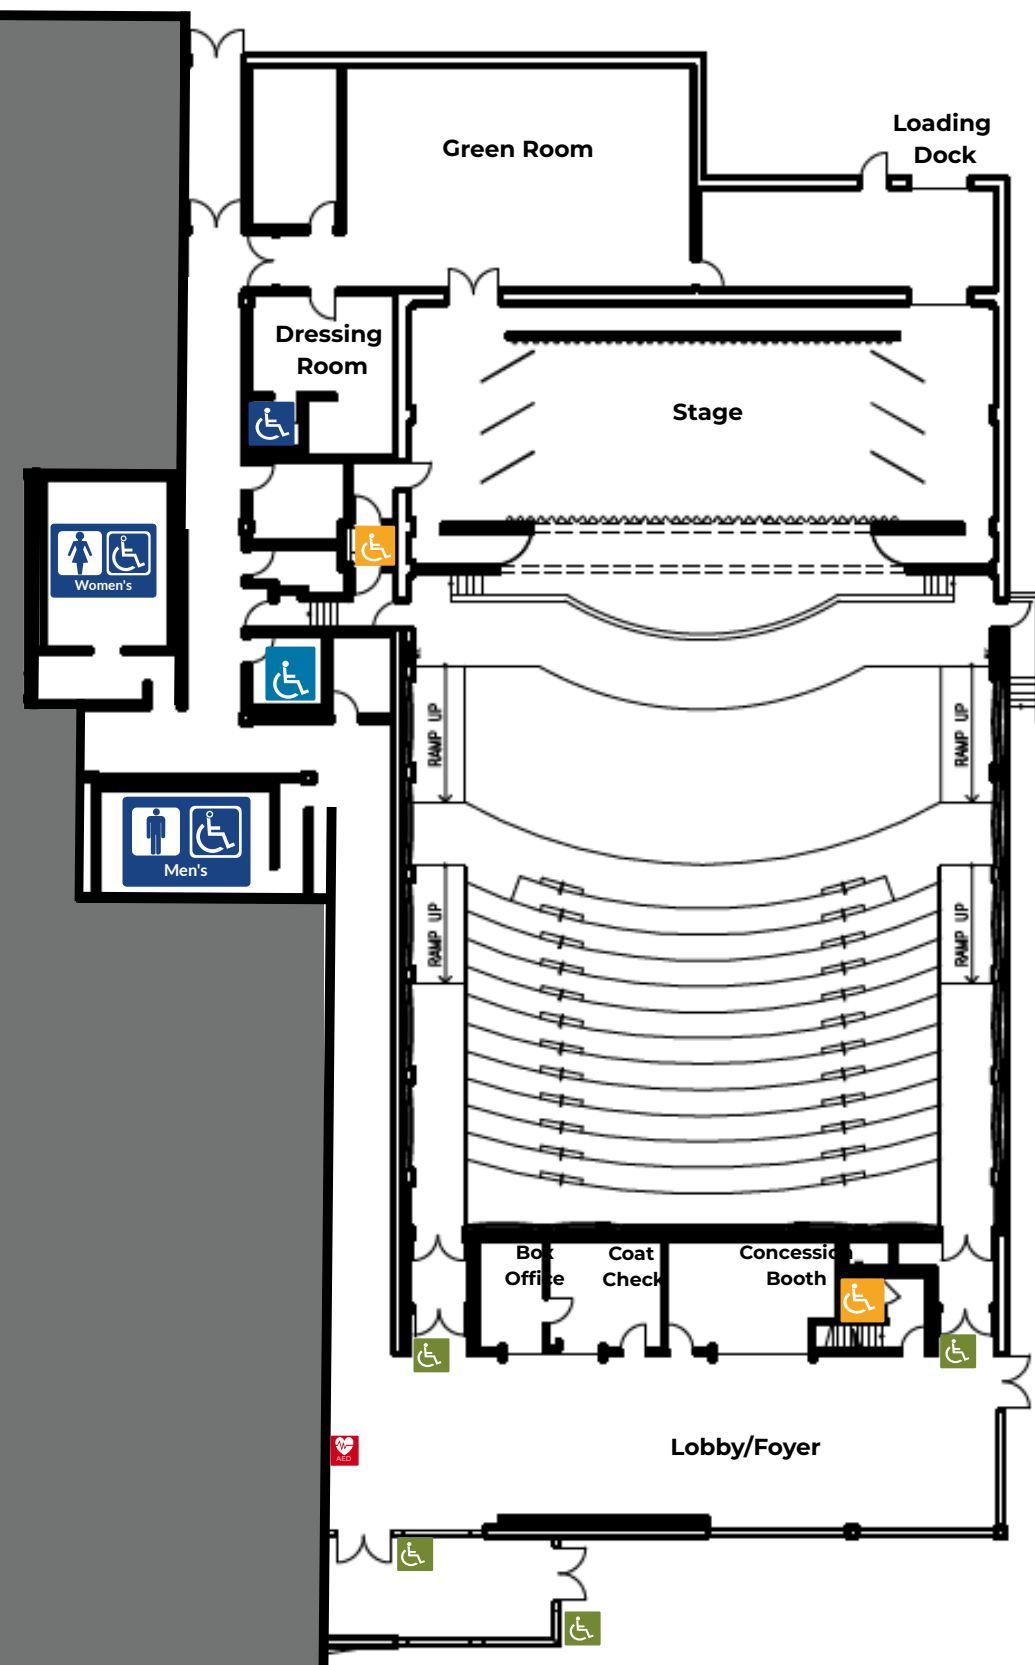 Loading
Dock
Green Room
Dressing
Room
Stage
Women's
RAMP UP
RAMP UP
Men's
RAMP UP
RAMP UP
Box
Office
Coat
Check
Concession
Booth
Lobby/Foyer
AED